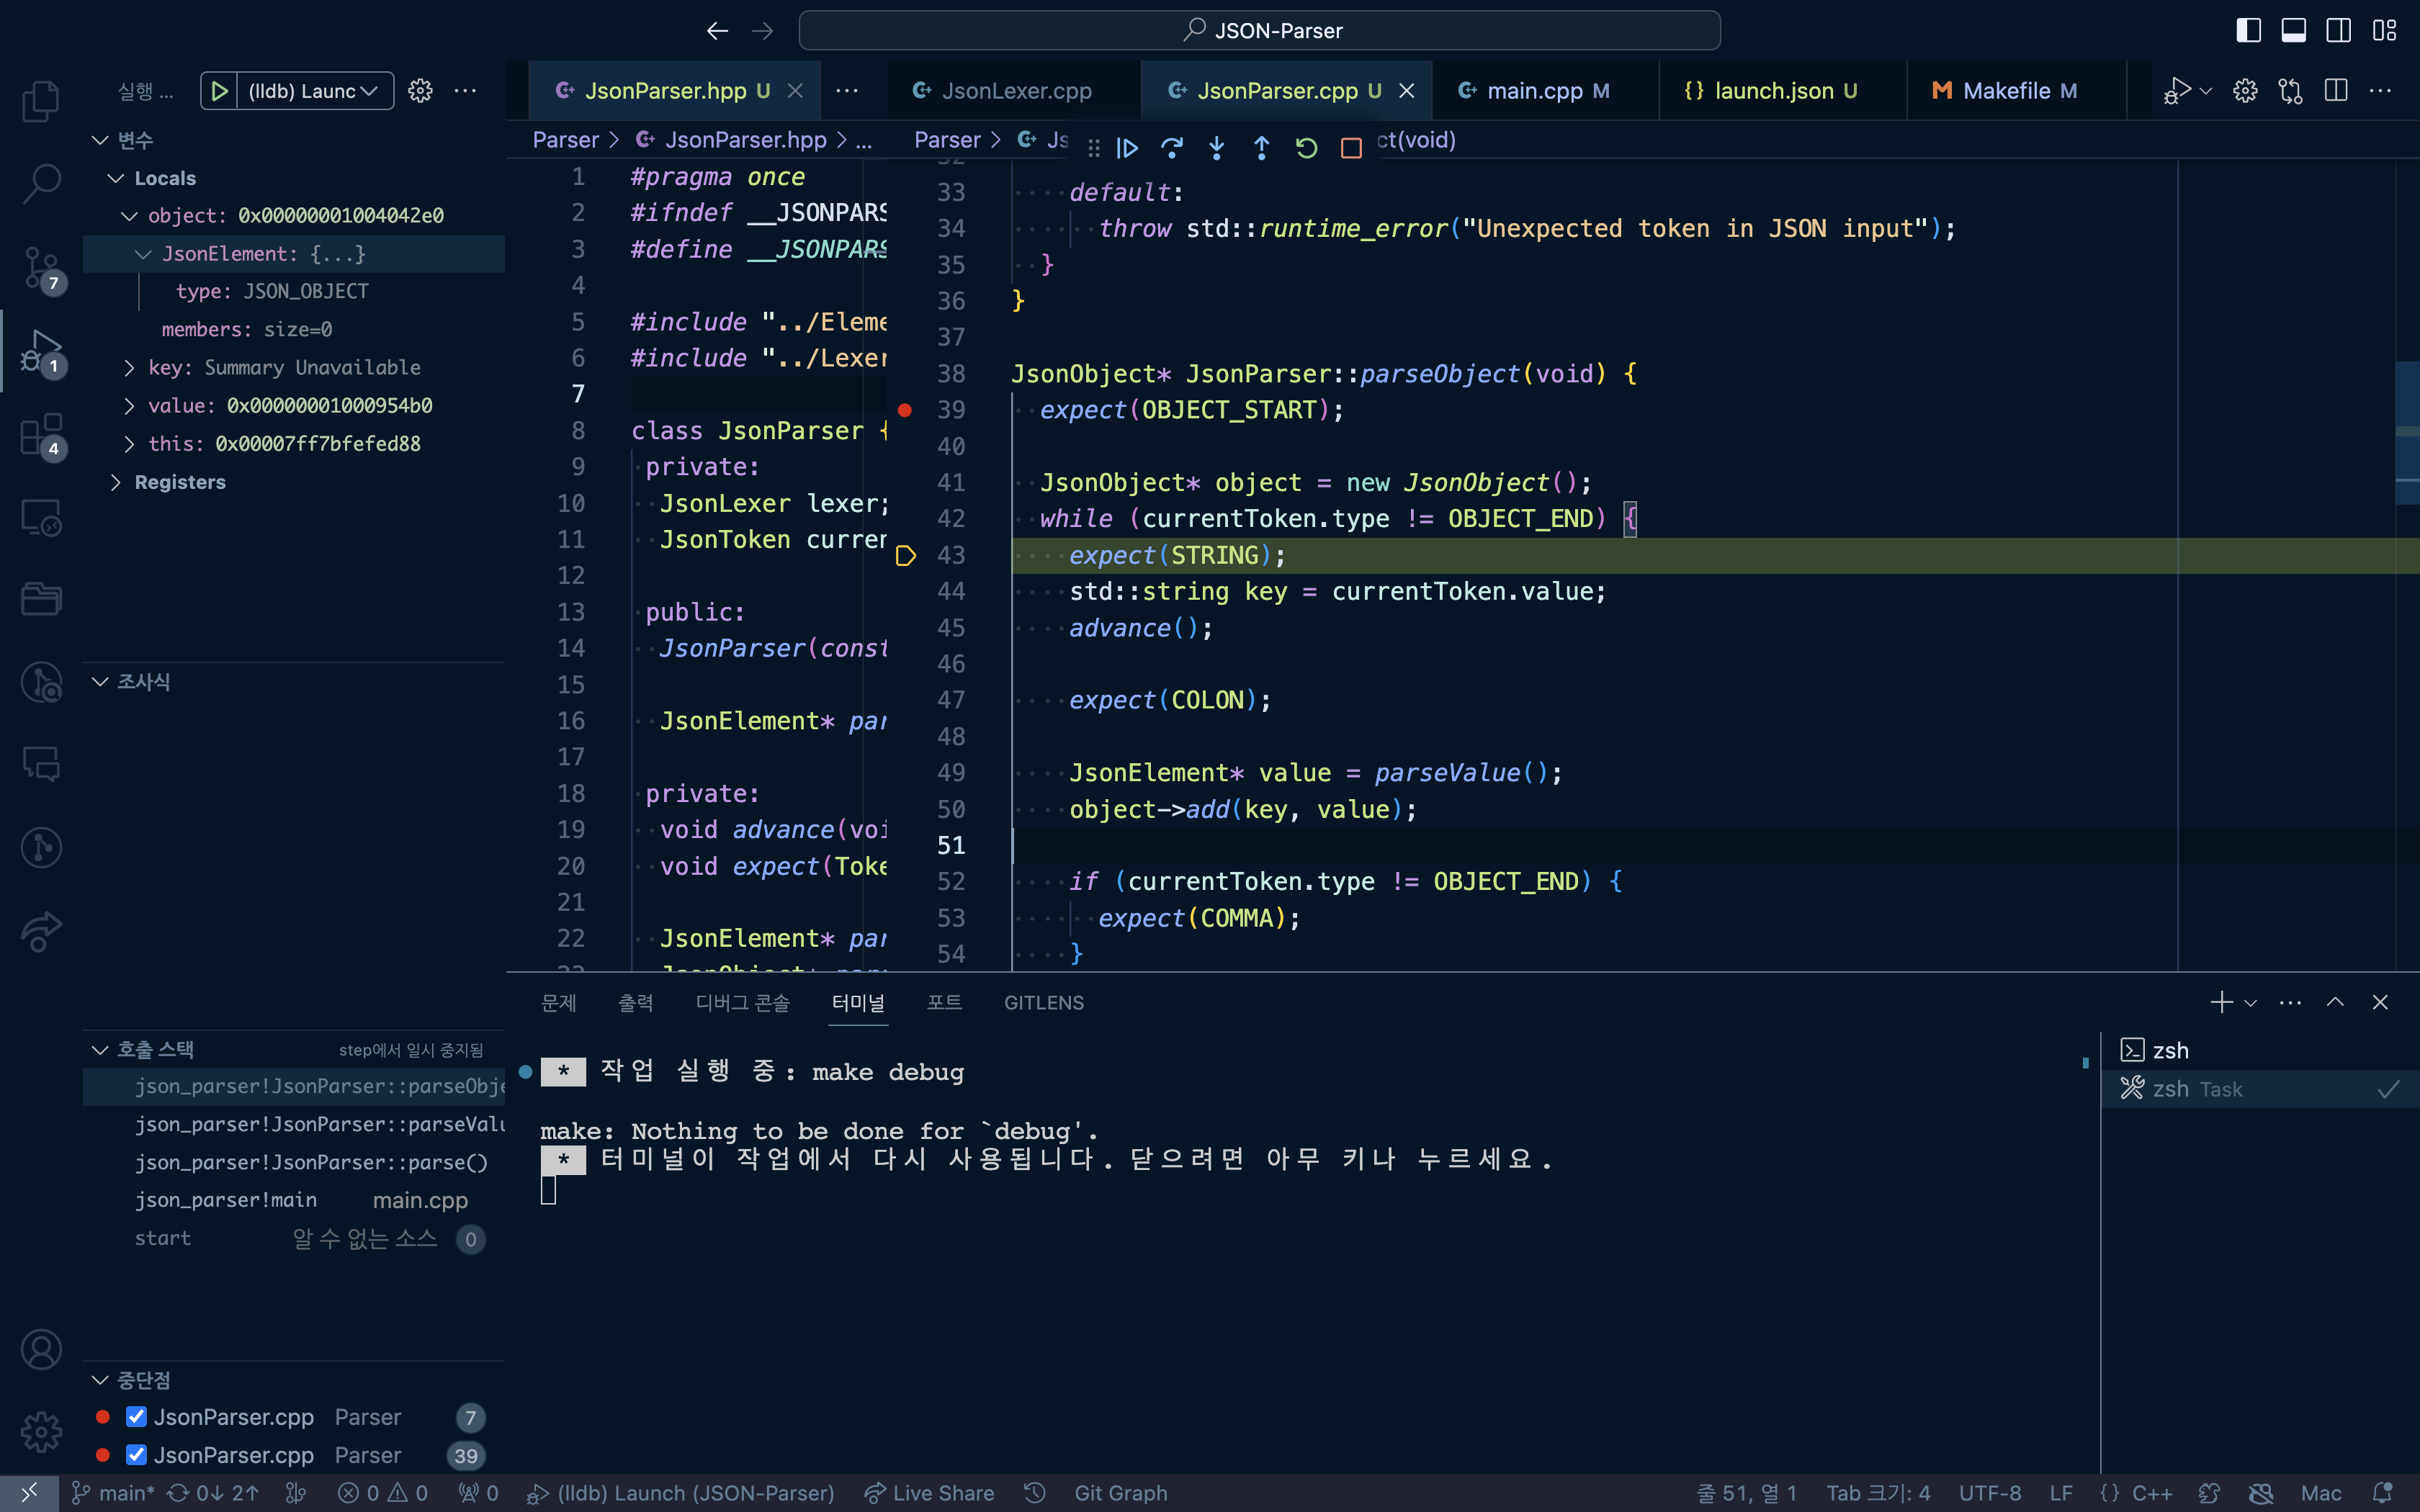 JSON-Parser
실행 ...
(lldb) Launc
JsonParser.hpp U
JsonLexer.cpp
JsonParser.cpp U
main.cpp M
{} launch.json U
Makefile M
Parser > JsonParser.hpp > ...
Parser > Js
ct(void)
변수
Locals
object: 0x00000001004042e0
JsonElement: {...}
type: JSON_OBJECT
members: size=0
key: Summary Unavailable
value: 0x00000001000954b0
this: 0x00007ff7bfefed88
Registers
7
1
4
조사식
호출 스택 step에서 일시 중지됨
json_parser!JsonParser::parseObje
json_parser!JsonParser::parseValu
json_parser!JsonParser::parse()
json_parser!main main.cpp
start 알 수 없는 소스 0
중단점
JsonParser.cpp Parser 7
JsonParser.cpp Parser 39
1 #pragma once
2 #ifndef __JSONPARS
3 #define __JSONPARS
4
5 #include "../Eleme
6 #include "../Lexer
7
8 class JsonParser {
9 private:
10 JsonLexer lexer;
11 JsonToken curren
12
13 public:
14 JsonParser(const
15
16 JsonElement* par
17
18 private:
19 void advance(voi
20 void expect(Toke
21
22 JsonElement* par
23 JsonObject* parse
32
33 default:
34 throw std::runtime_error("Unexpected token in JSON input");
35 }
36 }
37
38 JsonObject* JsonParser::parseObject(void) {
39 expect(OBJECT_START);
40
41 JsonObject* object = new JsonObject();
42 while (currentToken.type != OBJECT_END) {
43 expect(STRING);
44 std::string key = currentToken.value;
45 advance();
46
47 expect(COLON);
48
49 JsonElement* value = parseValue();
50 object->add(key, value);
51
52 if (currentToken.type != OBJECT_END) {
53 expect(COMMA);
54 }
문제 출력 디버그 콘솔 터미널 포트 GITLENS
* 작업 실행 중: make debug
make: Nothing to be done for `debug'.
* 터미널이 작업에서 다시 사용됩니다. 닫으려면 아무 키나 누르세요.
zsh
zsh Task
main* 0↓ 2↑ 0 0 0 (lldb) Launch (JSON-Parser) Live Share Git Graph 줄 51, 열 1 Tab 크기: 4 UTF-8 LF {} C++ Mac